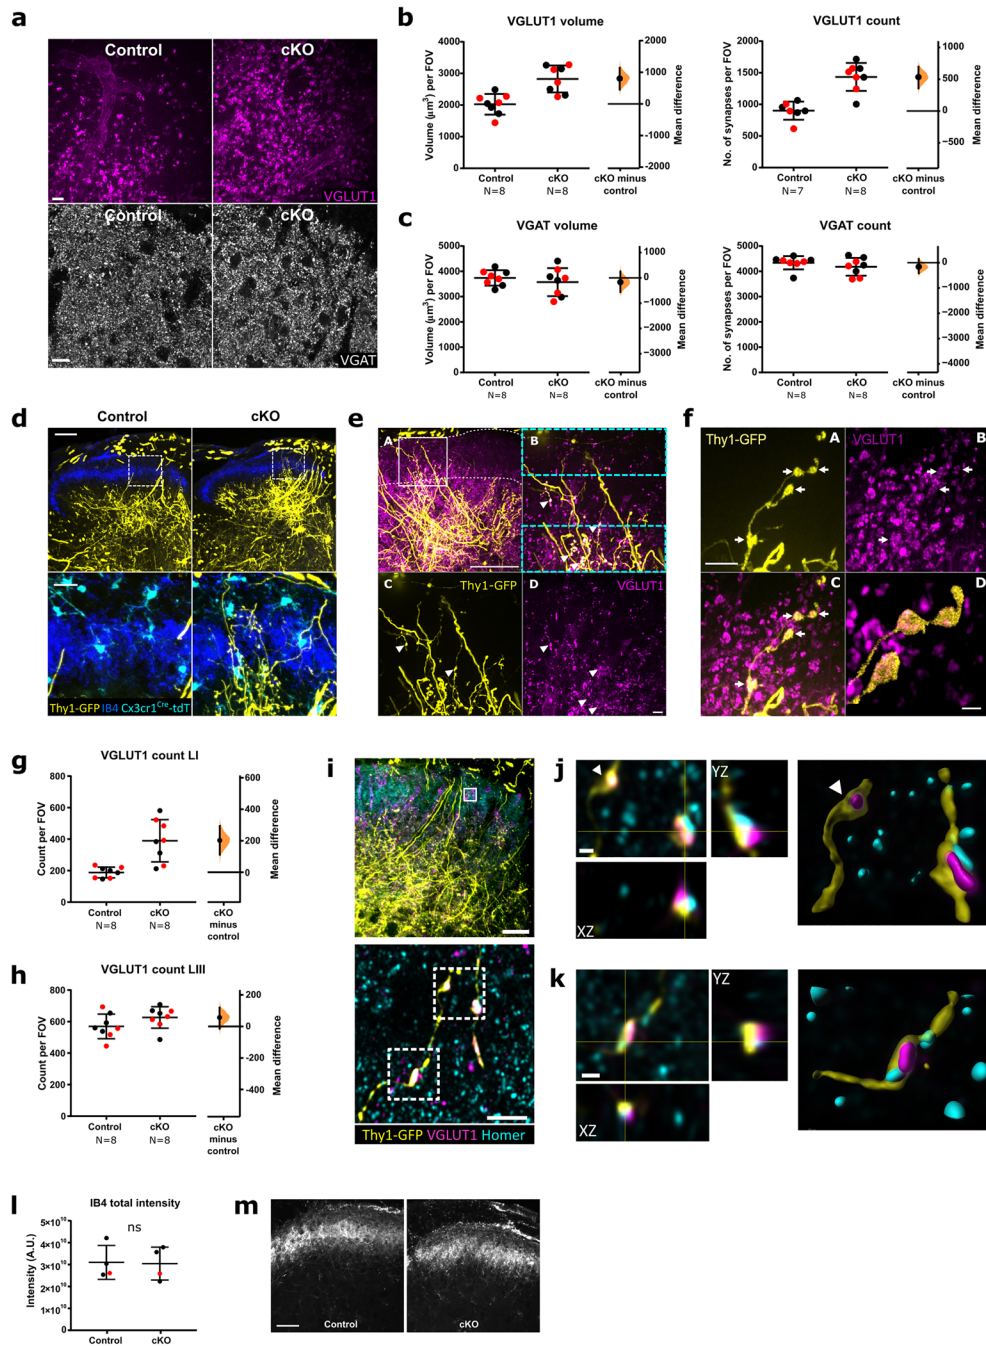 a
Control
cKO
VGLUT1
Control
cKO
VGAT
b
VGLUT1 volume
Volume (µm³) per FOV
4000
3000
2000
1000
0
2000
1000
0
−1000
−2000
Mean difference
Control
N=8
cKO
N=8
cKO minus
control
VGLUT1 count
No. of synapses per FOV
2000
1500
1000
500
0
1000
500
0
−500
Mean difference
Control
N=7
cKO
N=8
cKO minus
control
c
VGAT volume
Volume (µm³) per FOV
5000
4000
3000
2000
1000
0
1000
0
−1000
−2000
−3000
Mean difference
Control
N=8
cKO
N=8
cKO minus
control
VGAT count
No. of synapses per FOV
5000
4000
3000
2000
1000
0
0
−1000
−2000
−3000
−4000
Mean difference
Control
N=8
cKO
N=8
cKO minus
control
d
Control
cKO
Thy1-GFP IB4 Cx3cr1Cre-tdT
e
A
B
C
Thy1-GFP
D
VGLUT1
f
Thy1-GFP
A
VGLUT1
B
C
D
g
VGLUT1 count LI
Count per FOV
800
600
400
200
0
600
400
200
0
Mean difference
Control
N=8
cKO
N=8
cKO
minus
control
h
VGLUT1 count LIII
Count per FOV
800
600
400
200
0
200
0
−200
−400
Mean difference
Control
N=8
cKO
N=8
cKO
minus
control
i
Thy1-GFP VGLUT1 Homer
j
YZ
XZ
k
YZ
XZ
l
IB4 total intensity
Intensity (A.U.)
5×10¹⁰
4×10¹⁰
3×10¹⁰
2×10¹⁰
1×10¹⁰
0
ns
Control
cKO
m
Control
cKO